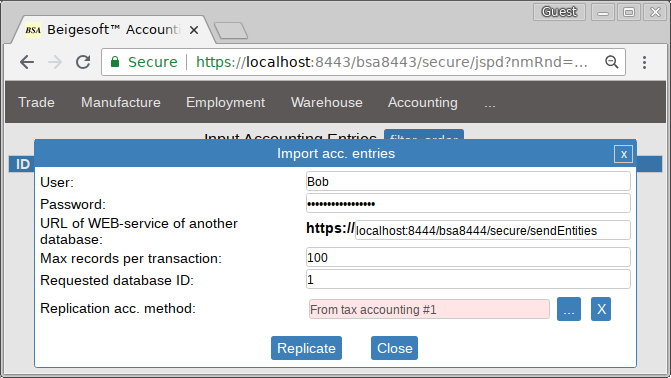 Guest
BSA Beigesoft™ Accounti
Secure https://localhost:8443/bsa8443/secure/jspd?nmRnd=...
Trade Manufacture Employment Warehouse Accounting ...
Input Accounting Entries filter, order
ID
Import acc. entries x
User: Bob
Password: ••••••••••••••••••
URL of WEB-service of another
database: https://localhost:8444/bsa8444/secure/sendEntities
Max records per transaction: 100
Requested database ID: 1
Replication acc. method: From tax accounting #1 ... X
Replicate Close